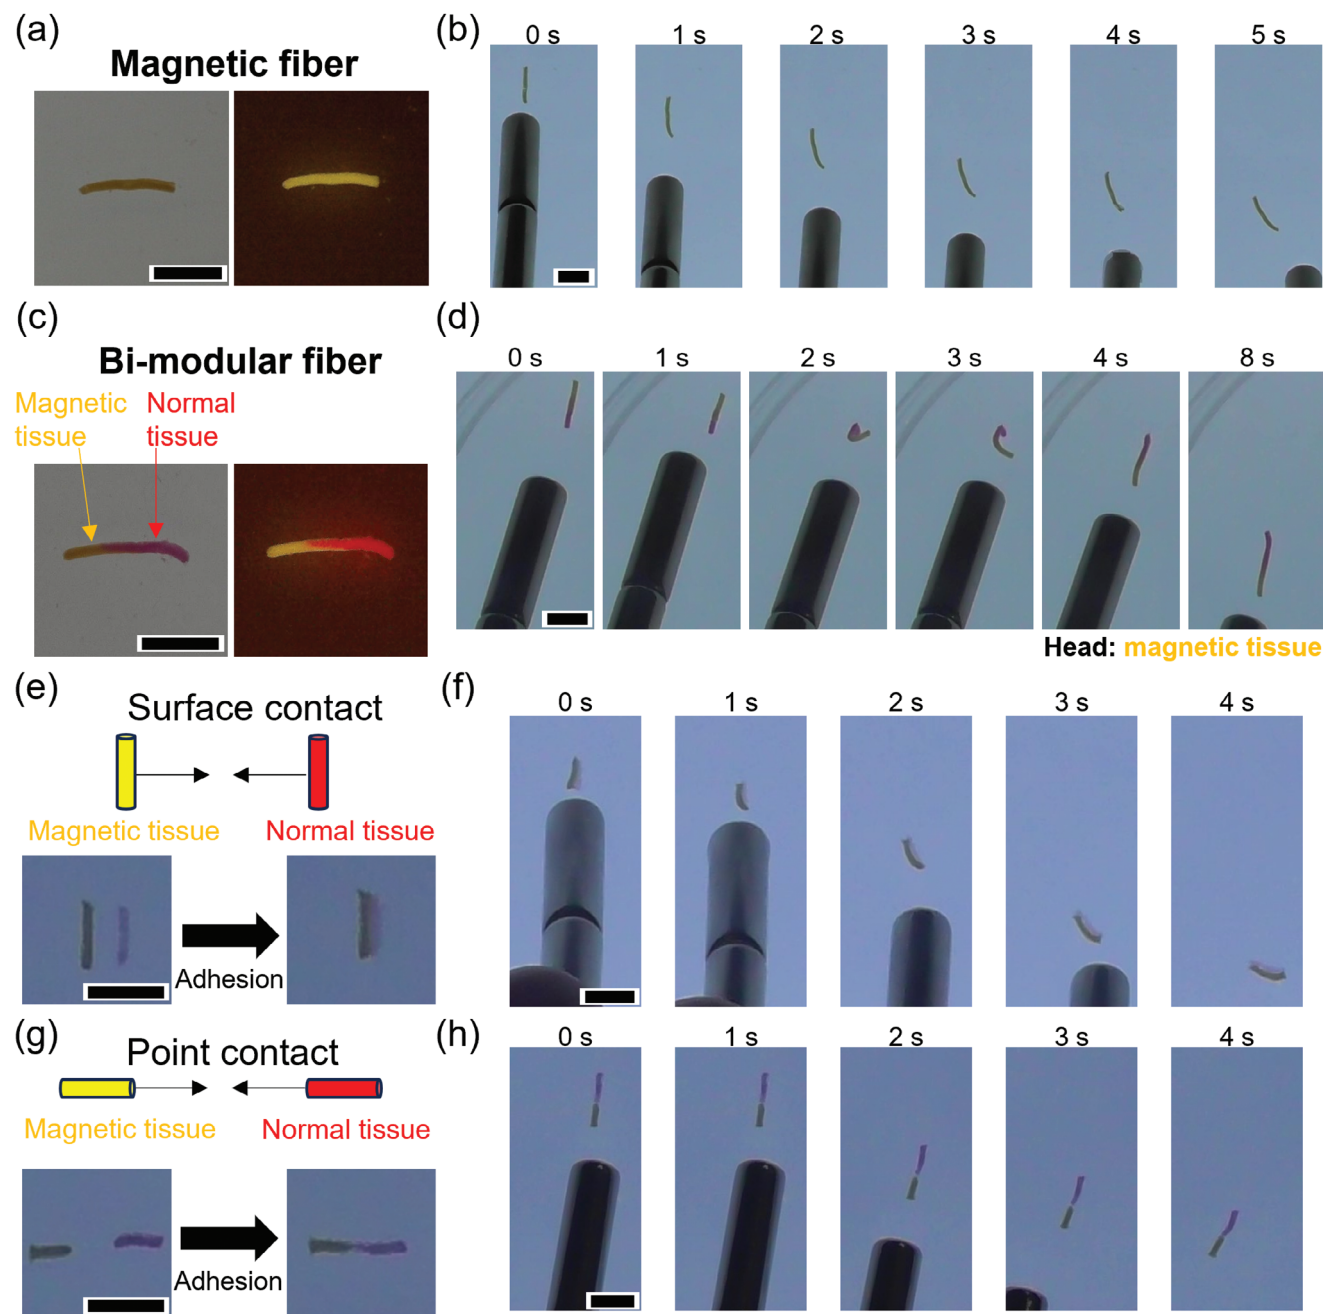 (a)
Magnetic fiber
(b)
0 s 1 s 2 s 3 s 4 s 5 s
(c)
Bi-modular fiber
Magnetic
tissue
Normal
tissue
(d)
0 s 1 s 2 s 3 s 4 s 8 s
Head: magnetic tissue
(e)
Surface contact
Magnetic tissue Normal tissue
Adhesion
(f)
0 s 1 s 2 s 3 s 4 s
(g)
Point contact
Magnetic tissue Normal tissue
Adhesion
(h)
0 s 1 s 2 s 3 s 4 s